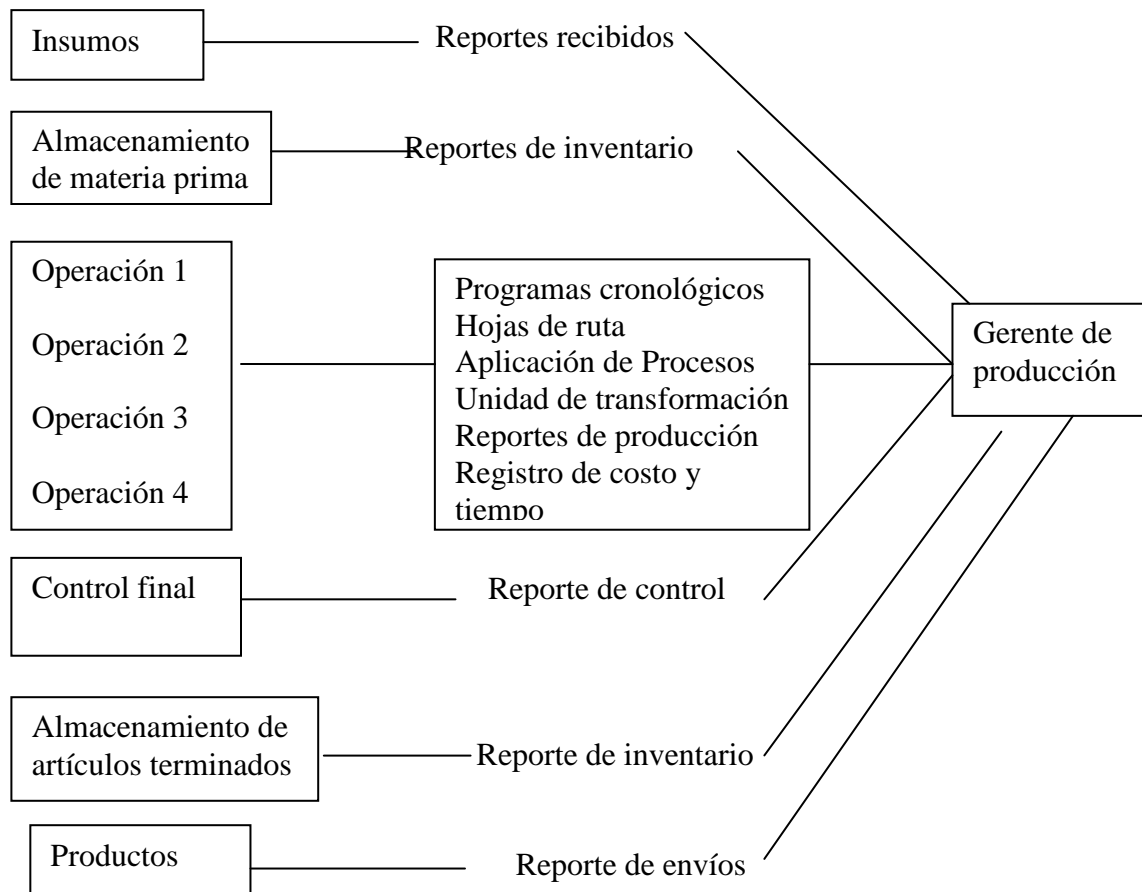 Insumos
Reportes recibidos
Almacenamiento
de materia prima
Reportes de inventario
Operación 1
Operación 2
Operación 3
Operación 4
Programas cronológicos
Hojas de ruta
Aplicación de Procesos
Unidad de transformación
Reportes de producción
Registro de costo y
tiempo
Gerente de
producción
Control final
Reporte de control
Almacenamiento de
artículos terminados
Reporte de inventario
Productos
Reporte de envíos